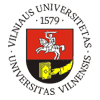 VILNIAUS UNIVERSITETAS
· 1579 ·
UNIVERSITAS VILNENSIS